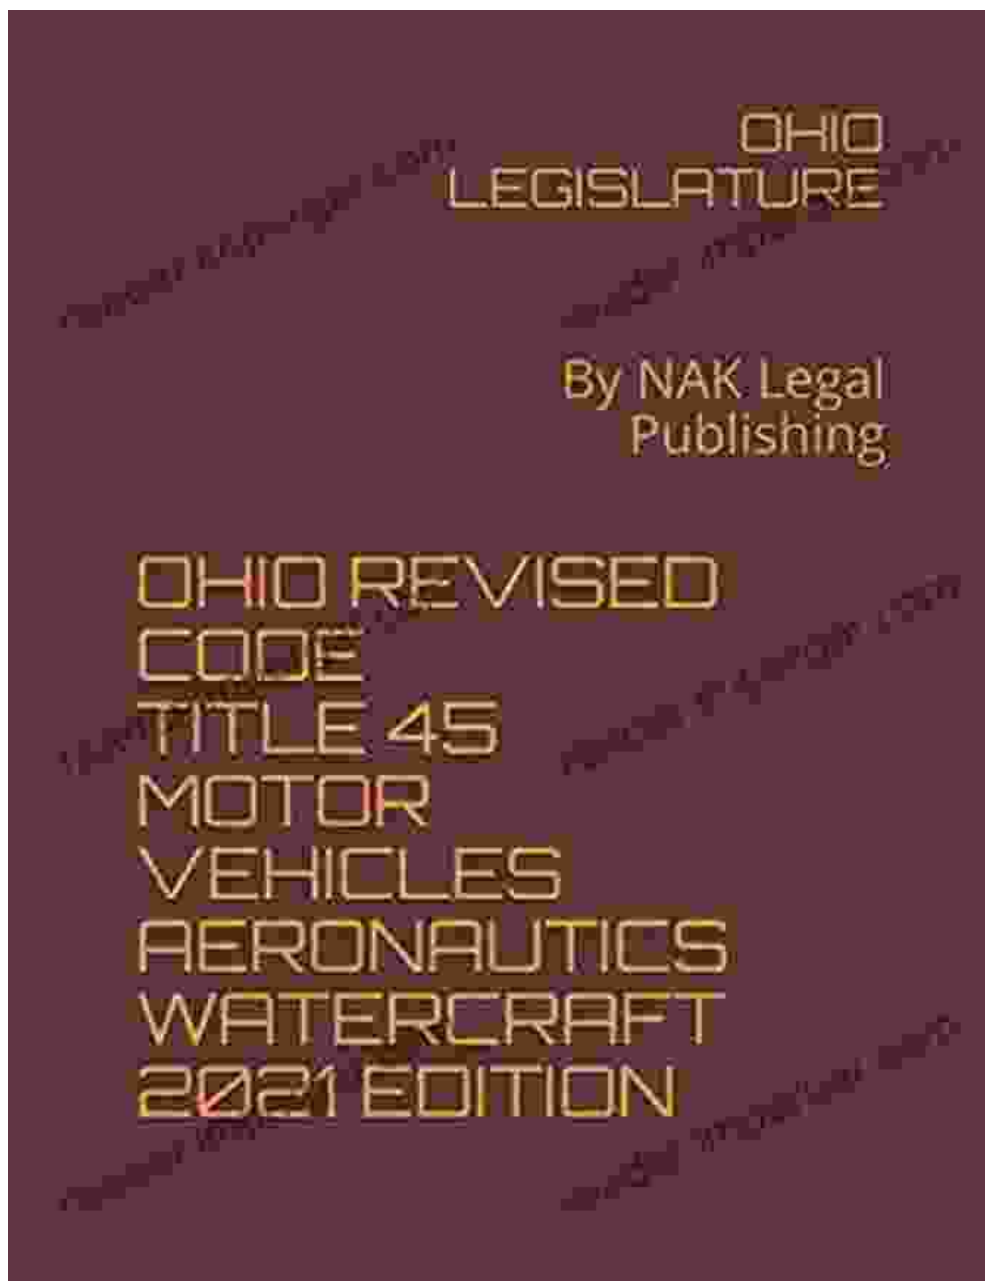 OHIO
LEGISLATURE
By NAK Legal
Publishing
OHIO REVISED
CODE
TITLE 45
MOTOR
VEHICLES
AERONAUTICS
WATERCRAFT
2021 EDITION